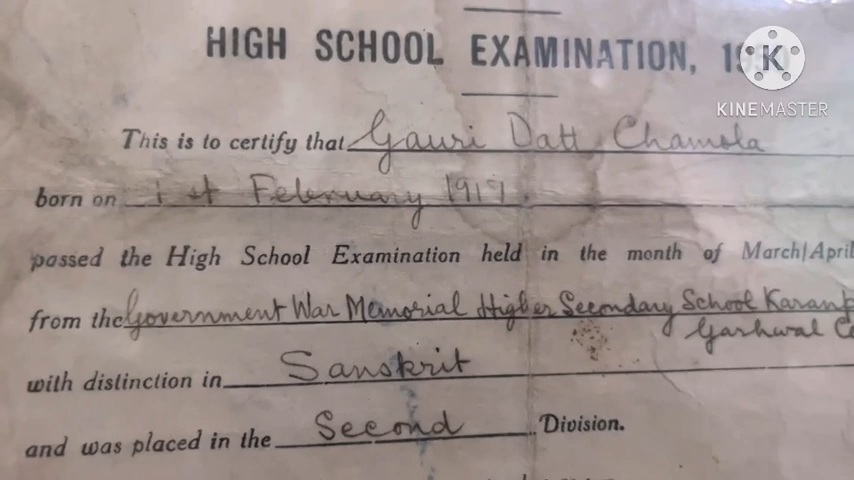 HIGH SCHOOL EXAMINATION, 19
K
KINEMASTER
This is to certify that Gauri Datt Chamola
born on 1st February 1917.
passed the High School Examination held in the month of March/April
from the Government War Memorial Higher Secondary School
Garhwal
with distinction in Sanskrit
and was placed in the Second Division.